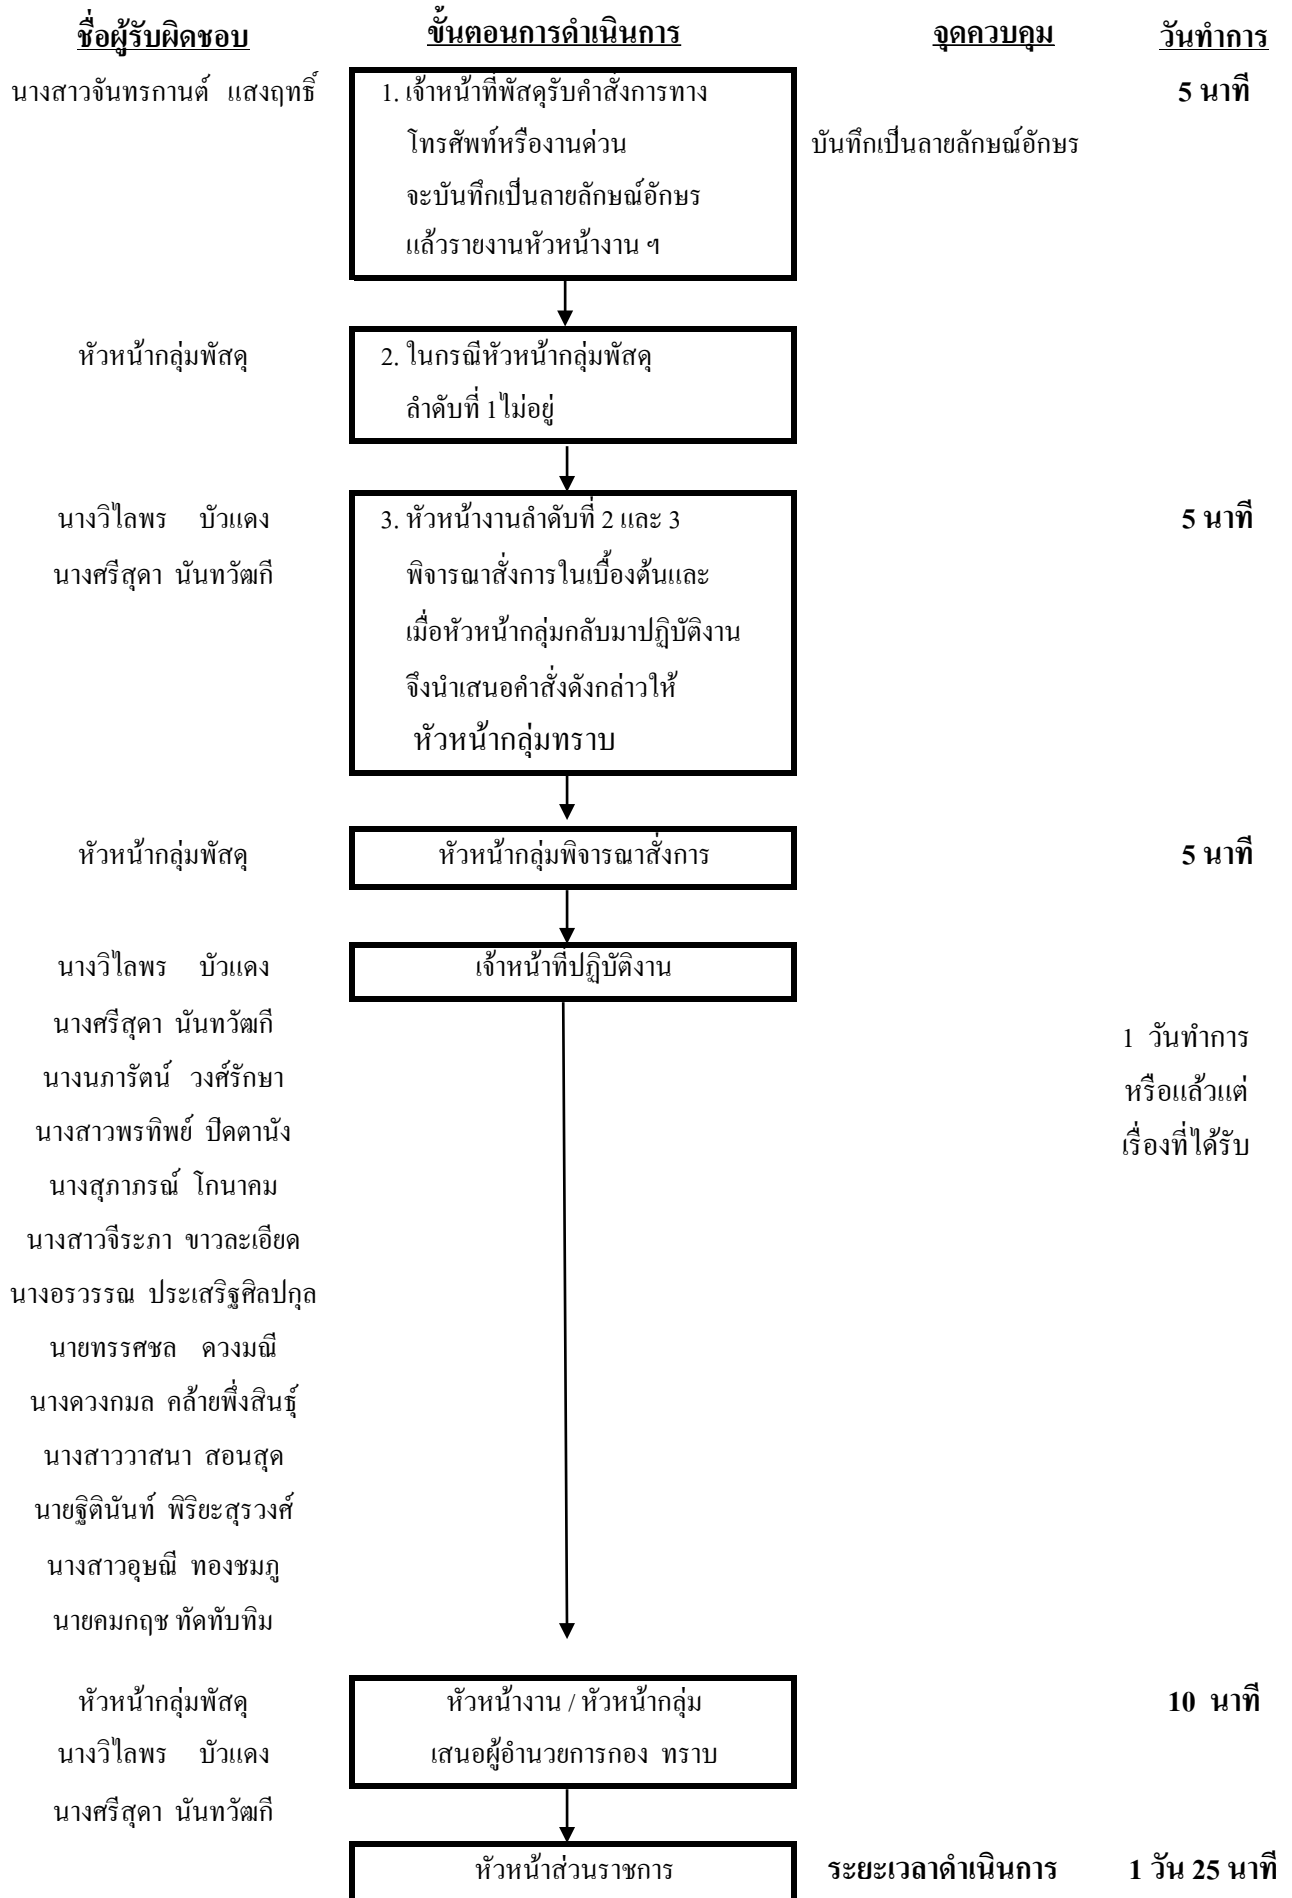 ชื่อผู้รับผิดชอบ ขั้นตอนการดำเนินการ จุดควบคุม วันทำการ
นางสาวจันทรกานต์ แสงฤทธิ์ 1. เจ้าหน้าที่พัสดุรับคำสั่งการทาง 5 นาที
โทรศัพท์หรืองานด่วน บันทึกเป็นลายลักษณ์อักษร
จะบันทึกเป็นลายลักษณ์อักษร
แล้วรายงานหัวหน้างาน ฯ
หัวหน้ากลุ่มพัสดุ 2. ในกรณีหัวหน้ากลุ่มพัสดุ
ลำดับที่ 1 ไม่อยู่
นางวิไลพร บัวแดง 3. หัวหน้างานลำดับที่ 2 และ 3 5 นาที
นางศรีสุดา นันทวัฒกี พิจารณาสั่งการในเบื้องต้นและ
เมื่อหัวหน้ากลุ่มกลับมาปฏิบัติงาน
จึงนำเสนอคำสั่งดังกล่าวให้
หัวหน้ากลุ่มทราบ
หัวหน้ากลุ่มพัสดุ หัวหน้ากลุ่มพิจารณาสั่งการ 5 นาที
นางวิไลพร บัวแดง เจ้าหน้าที่ปฏิบัติงาน
นางศรีสุดา นันทวัฒกี 1 วันทำการ
นางนภารัตน์ วงศ์รักษา หรือแล้วแต่
นางสาวพรทิพย์ ปิดตานัง เรื่องที่ได้รับ
นางสุภาภรณ์ โกนาคม
นางสาวจีระภา ขาวละเอียด
นางอรวรรณ ประเสริฐศิลปกุล
นายทรรศชล ดวงมณี
นางดวงกมล คล้ายพึ่งสินธุ์
นางสาววาสนา สอนสุด
นายฐิตินันท์ พิริยะสุรวงศ์
นางสาวอุษณี ทองชมภู
นายคมกฤช ทัดทับทิม
หัวหน้ากลุ่มพัสดุ หัวหน้างาน / หัวหน้ากลุ่ม 10 นาที
นางวิไลพร บัวแดง เสนอผู้อำนวยการกอง ทราบ
นางศรีสุดา นันทวัฒกี
หัวหน้าส่วนราชการ ระยะเวลาดำเนินการ 1 วัน 25 นาที